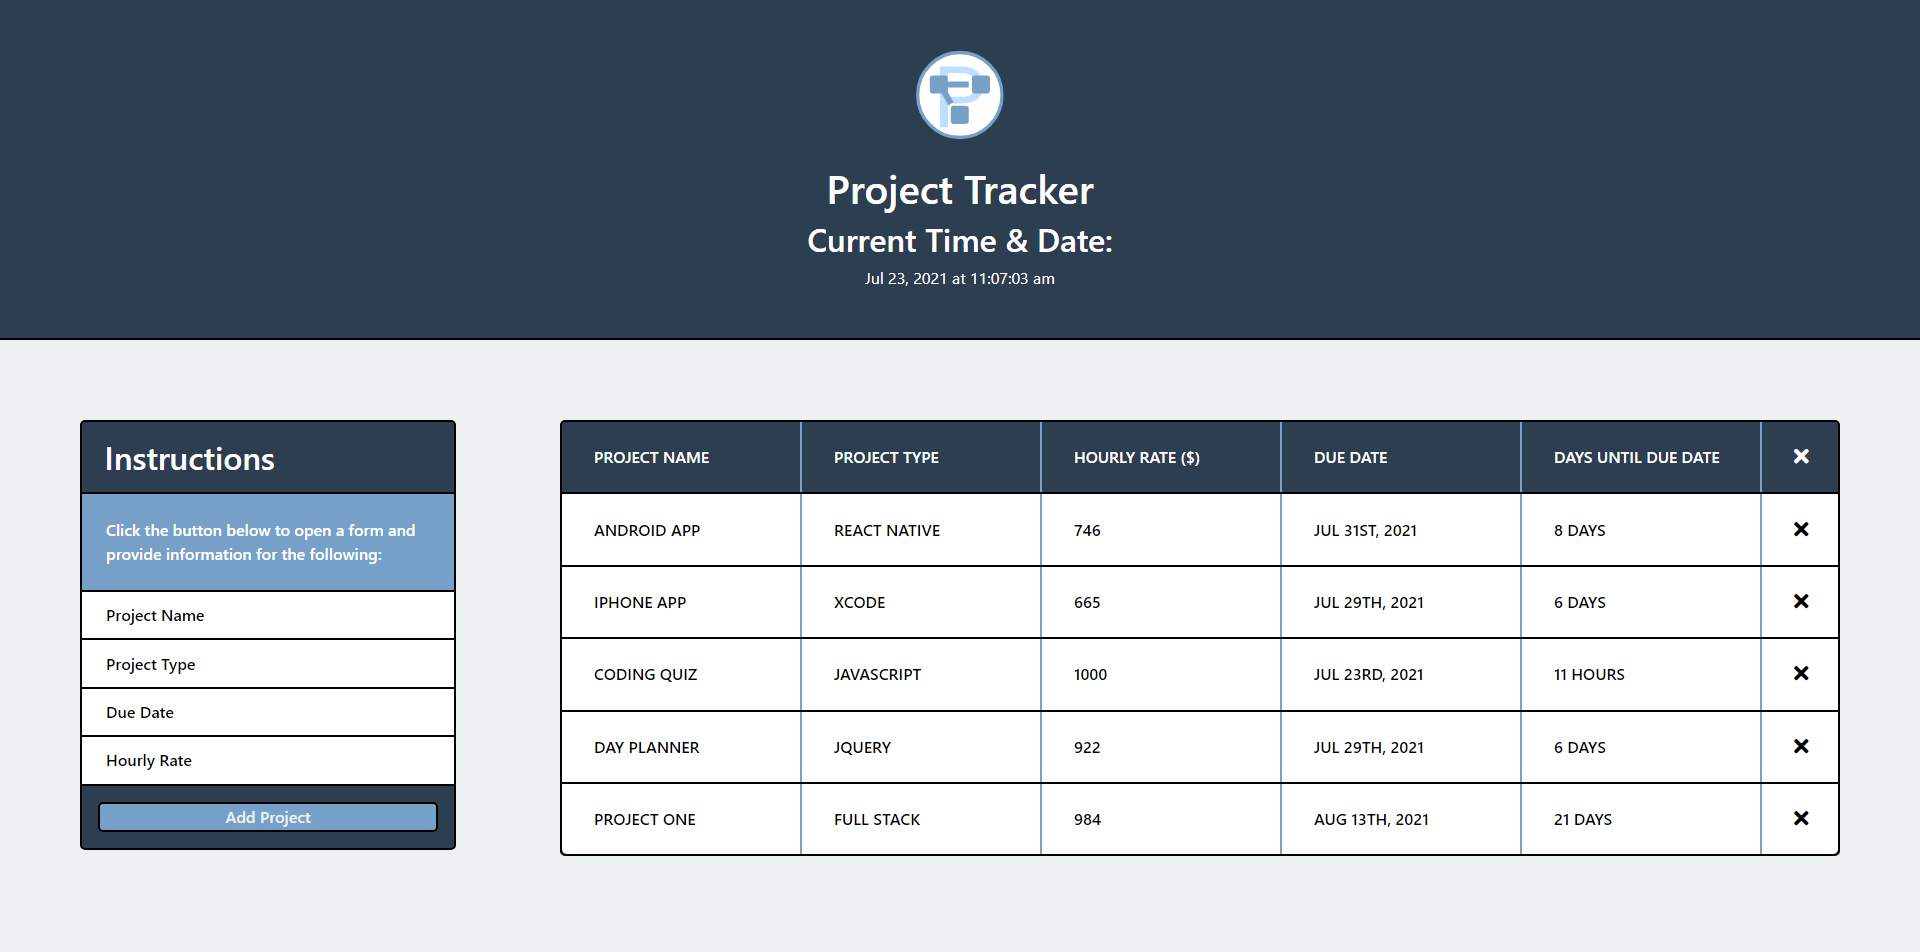 Project Tracker
Current Time & Date:
Jul 23, 2021 at 11:07:03 am
Instructions
Click the button below to open a form and
provide information for the following:
Project Name
Project Type
Due Date
Hourly Rate
Add Project
PROJECT NAME PROJECT TYPE HOURLY RATE ($) DUE DATE DAYS UNTIL DUE DATE
ANDROID APP REACT NATIVE 746 JUL 31ST, 2021 8 DAYS
IPHONE APP XCODE 665 JUL 29TH, 2021 6 DAYS
CODING QUIZ JAVASCRIPT 1000 JUL 23RD, 2021 11 HOURS
DAY PLANNER JQUERY 922 JUL 29TH, 2021 6 DAYS
PROJECT ONE FULL STACK 984 AUG 13TH, 2021 21 DAYS